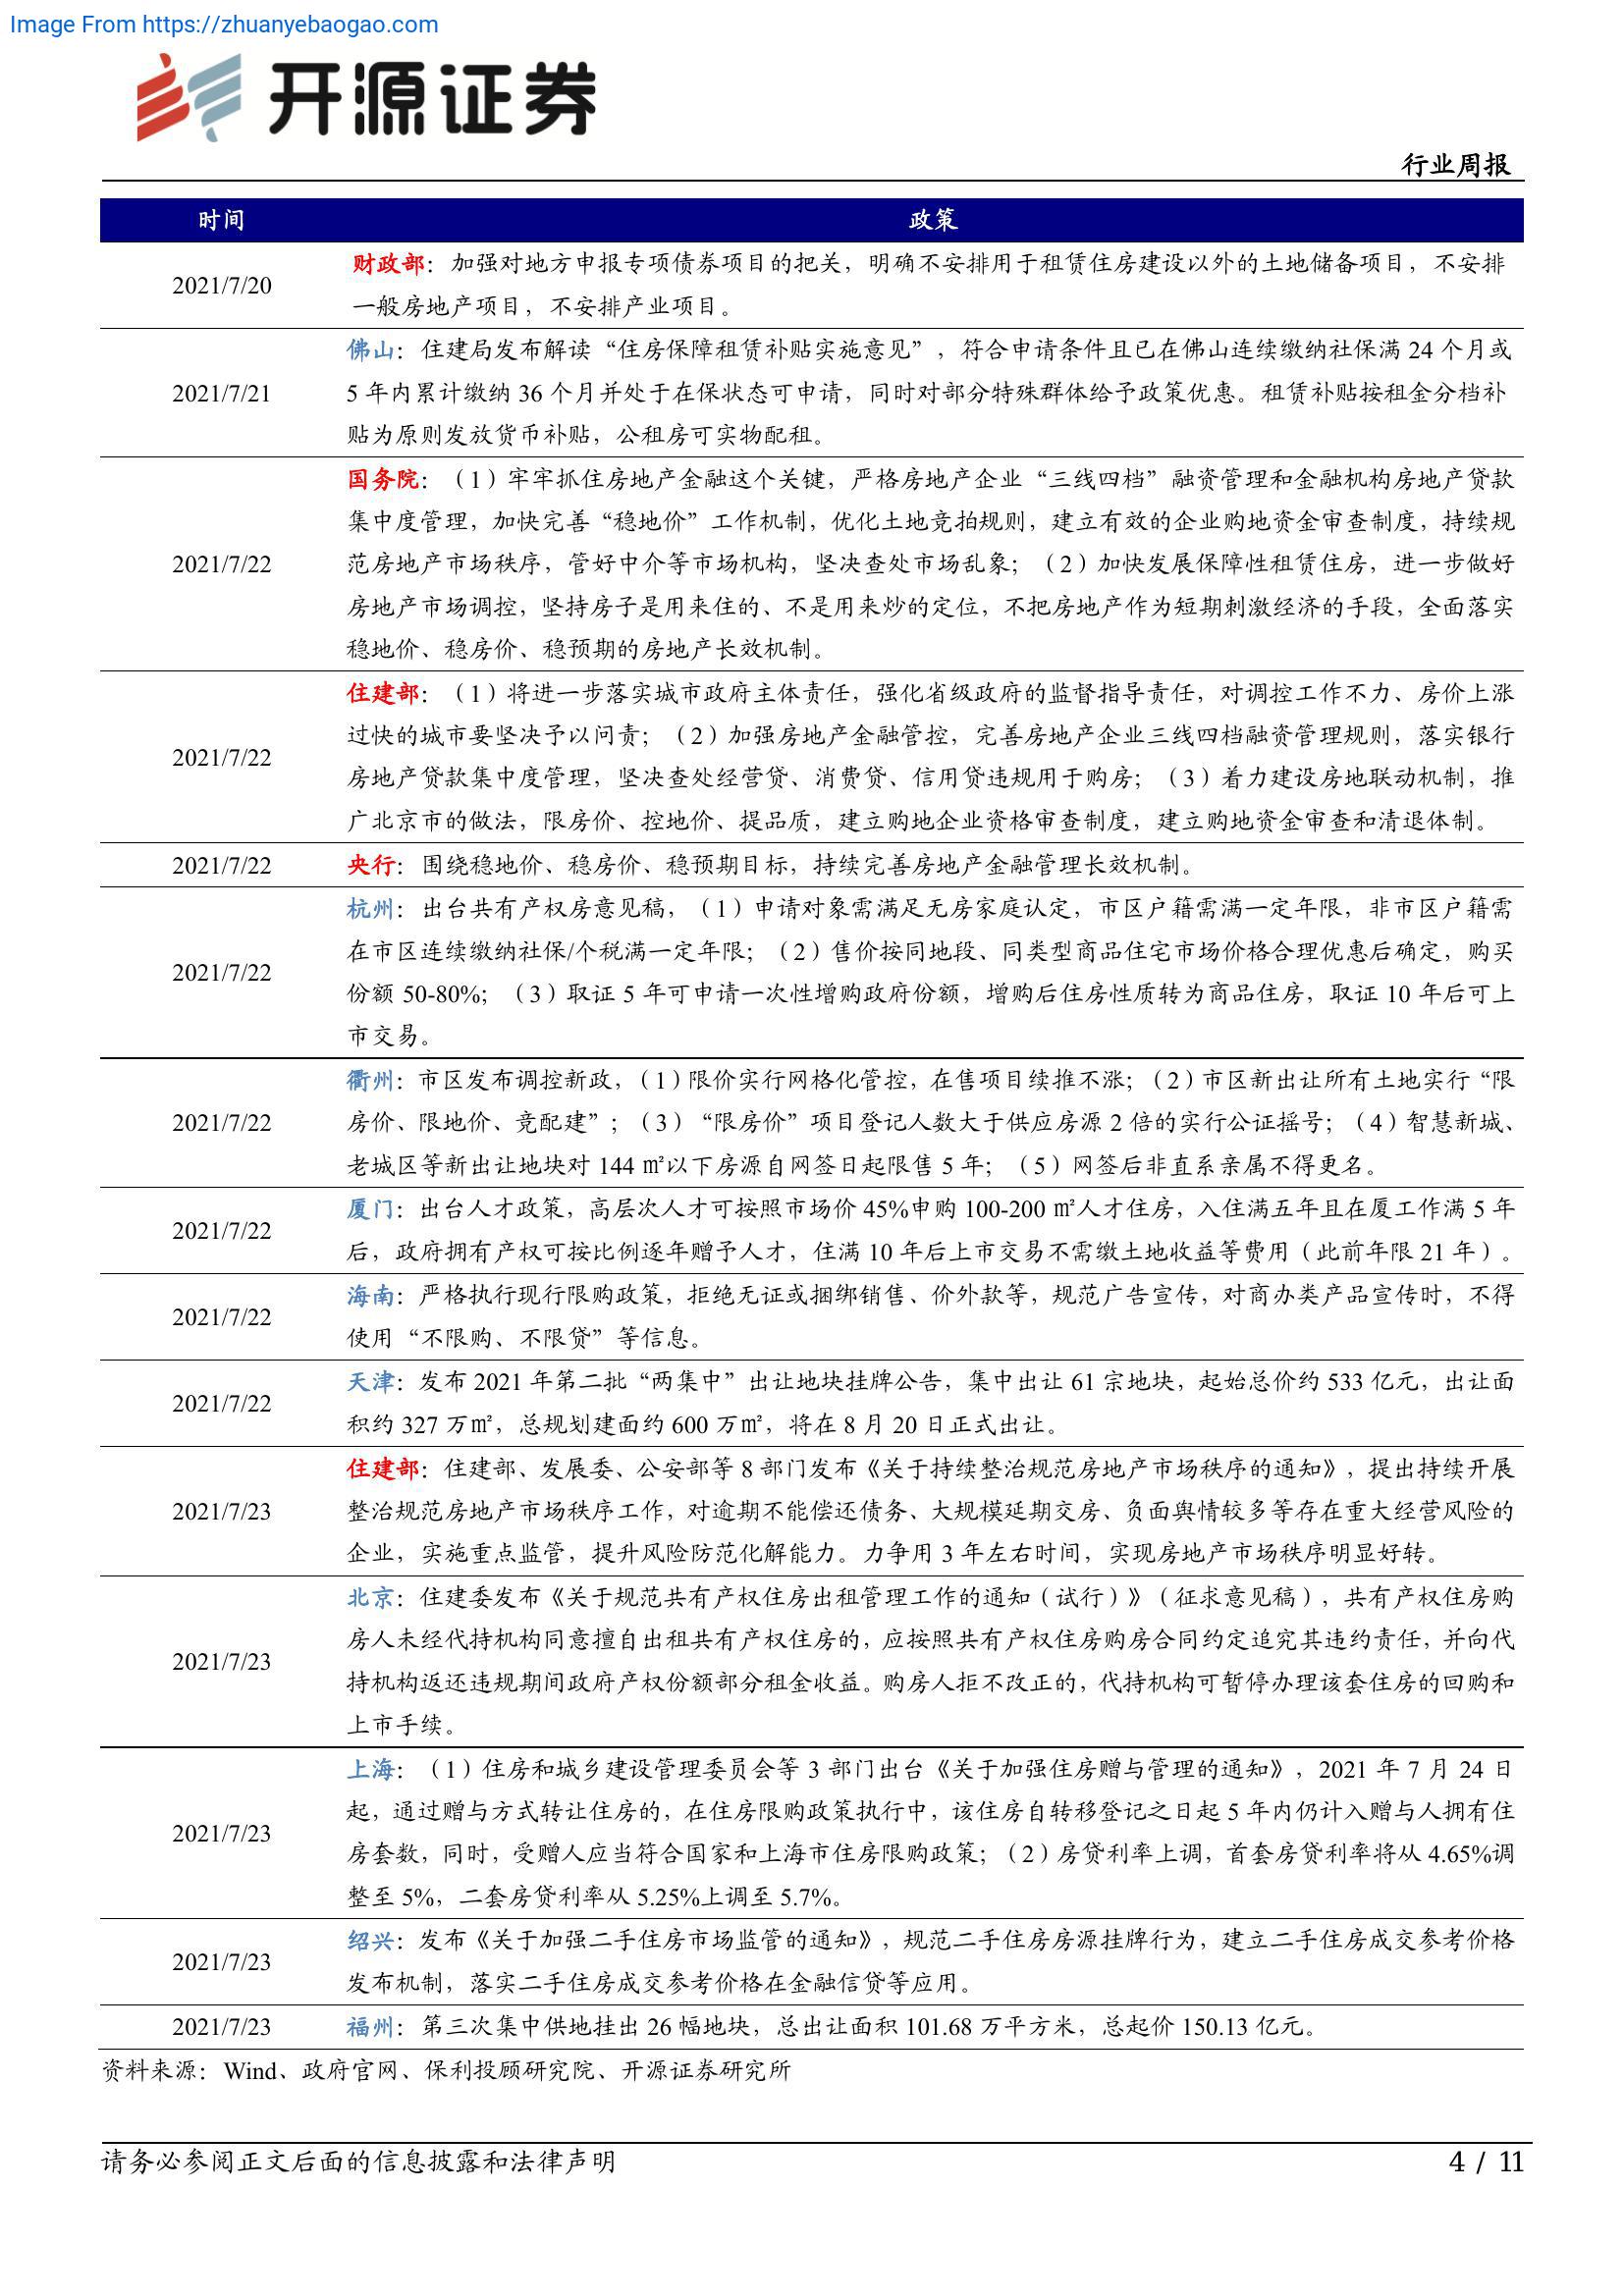 Image From https://zhuanyebaogao.com
开源证券
行业周报
时间 政策
2021/7/20
财政部：加强对地方申报专项债券项目的把关，明确不安排用于租赁住房建设以外的土地储备项目，不安排
一般房地产项目，不安排产业项目。
2021/7/21
佛山：住建局发布解读“住房保障租赁补贴实施意见”，符合申请条件且已在佛山连续缴纳社保满 24 个月或
5 年内累计缴纳 36 个月并处于在保状态可申请，同时对部分特殊群体给予政策优惠。租赁补贴按租金分档补
贴为原则发放货币补贴，公租房可实物配租。
2021/7/22
国务院：（1）牢牢抓住房地产金融这个关键，严格房地产企业“三线四档”融资管理和金融机构房地产贷款
集中度管理，加快完善“稳地价”工作机制，优化土地竞拍规则，建立有效的企业购地资金审查制度，持续规
范房地产市场秩序，管好中介等市场机构，坚决查处市场乱象；（2）加快发展保障性租赁住房，进一步做好
房地产市场调控，坚持房子是用来住的、不是用来炒的定位，不把房地产作为短期刺激经济的手段，全面落实
稳地价、稳房价、稳预期的房地产长效机制。
2021/7/22
住建部：（1）将进一步落实城市政府主体责任，强化省级政府的监督指导责任，对调控工作不力、房价上涨
过快的城市要坚决予以问责；（2）加强房地产金融管控，完善房地产企业三线四档融资管理规则，落实银行
房地产贷款集中度管理，坚决查处经营贷、消费贷、信用贷违规用于购房；（3）着力建设房地联动机制，推
广北京市的做法，限房价、控地价、提品质，建立购地企业资格审查制度，建立购地资金审查和清退体制。
2021/7/22 央行：围绕稳地价、稳房价、稳预期目标，持续完善房地产金融管理长效机制。
2021/7/22
杭州：出台共有产权房意见稿，（1）申请对象需满足无房家庭认定，市区户籍需满一定年限，非市区户籍需
在市区连续缴纳社保/个税满一定年限；（2）售价按同地段、同类型商品住宅市场价格合理优惠后确定，购买
份额 50-80%；（3）取证 5 年可申请一次性增购政府份额，增购后住房性质转为商品住房，取证 10 年后可上
市交易。
2021/7/22
衢州：市区发布调控新政，（1）限价实行网格化管控，在售项目续推不涨；（2）市区新出让所有土地实行“限
房价、限地价、竞配建”；（3）“限房价”项目登记人数大于供应房源 2 倍的实行公证摇号；（4）智慧新城、
老城区等新出让地块对 144 ㎡以下房源自网签日起限售 5 年；（5）网签后非直系亲属不得更名。
2021/7/22
厦门：出台人才政策，高层次人才可按照市场价 45%申购 100-200 ㎡人才住房，入住满五年且在厦工作满 5 年
后，政府拥有产权可按比例逐年赠予人才，住满 10 年后上市交易不需缴土地收益等费用（此前年限 21 年）。
2021/7/22
海南：严格执行现行限购政策，拒绝无证或捆绑销售、价外款等，规范广告宣传，对商办类产品宣传时，不得
使用“不限购、不限贷”等信息。
2021/7/22
天津：发布 2021 年第二批“两集中”出让地块挂牌公告，集中出让 61 宗地块，起始总价约 533 亿元，出让面
积约 327 万㎡，总规划建面约 600 万㎡，将在 8 月 20 日正式出让。
2021/7/23
住建部：住建部、发展委、公安部等 8 部门发布《关于持续整治规范房地产市场秩序的通知》，提出持续开展
整治规范房地产市场秩序工作，对逾期不能偿还债务、大规模延期交房、负面舆情较多等存在重大经营风险的
企业，实施重点监管，提升风险防范化解能力。力争用 3 年左右时间，实现房地产市场秩序明显好转。
2021/7/23
北京：住建委发布《关于规范共有产权住房出租管理工作的通知（试行）》（征求意见稿），共有产权住房购
房人未经代持机构同意擅自出租共有产权住房的，应按照共有产权住房购房合同约定追究其违约责任，并向代
持机构返还违规期间政府产权份额部分租金收益。购房人拒不改正的，代持机构可暂停办理该套住房的回购和
上市手续。
2021/7/23
上海：（1）住房和城乡建设管理委员会等 3 部门出台《关于加强住房赠与管理的通知》，2021 年 7 月 24 日
起，通过赠与方式转让住房的，在住房限购政策执行中，该住房自转移登记之日起 5 年内仍计入赠与人拥有住
房套数，同时，受赠人应当符合国家和上海市住房限购政策；（2）房贷利率上调，首套房贷利率将从 4.65%调
整至 5%，二套房贷利率从 5.25%上调至 5.7%。
2021/7/23
绍兴：发布《关于加强二手住房市场监管的通知》，规范二手住房房源挂牌行为，建立二手住房成交参考价格
发布机制，落实二手住房成交参考价格在金融信贷等应用。
2021/7/23 福州：第三次集中供地挂出 26 幅地块，总出让面积 101.68 万平方米，总起价 150.13 亿元。
资料来源：Wind、政府官网、保利投顾研究院、开源证券研究所
请务必参阅正文后面的信息披露和法律声明 4 / 11